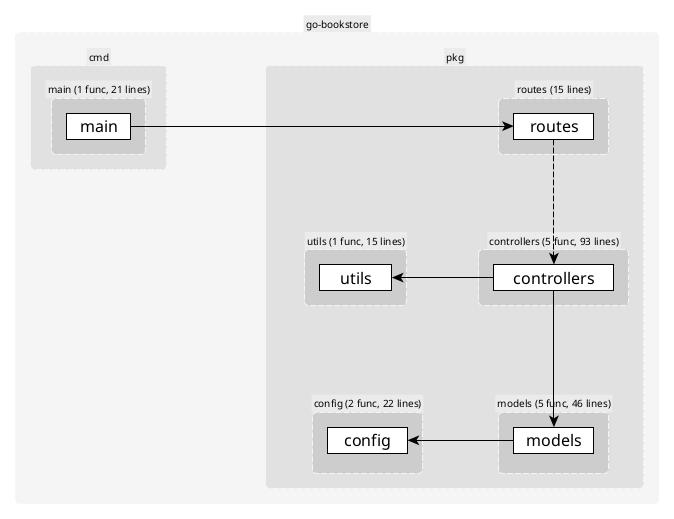 go-bookstore
cmd
pkg
main (1 func, 21 lines)
routes (15 lines)
main
routes
utils (1 func, 15 lines)
controllers (5 func, 93 lines)
utils
controllers
config (2 func, 22 lines)
models (5 func, 46 lines)
config
models